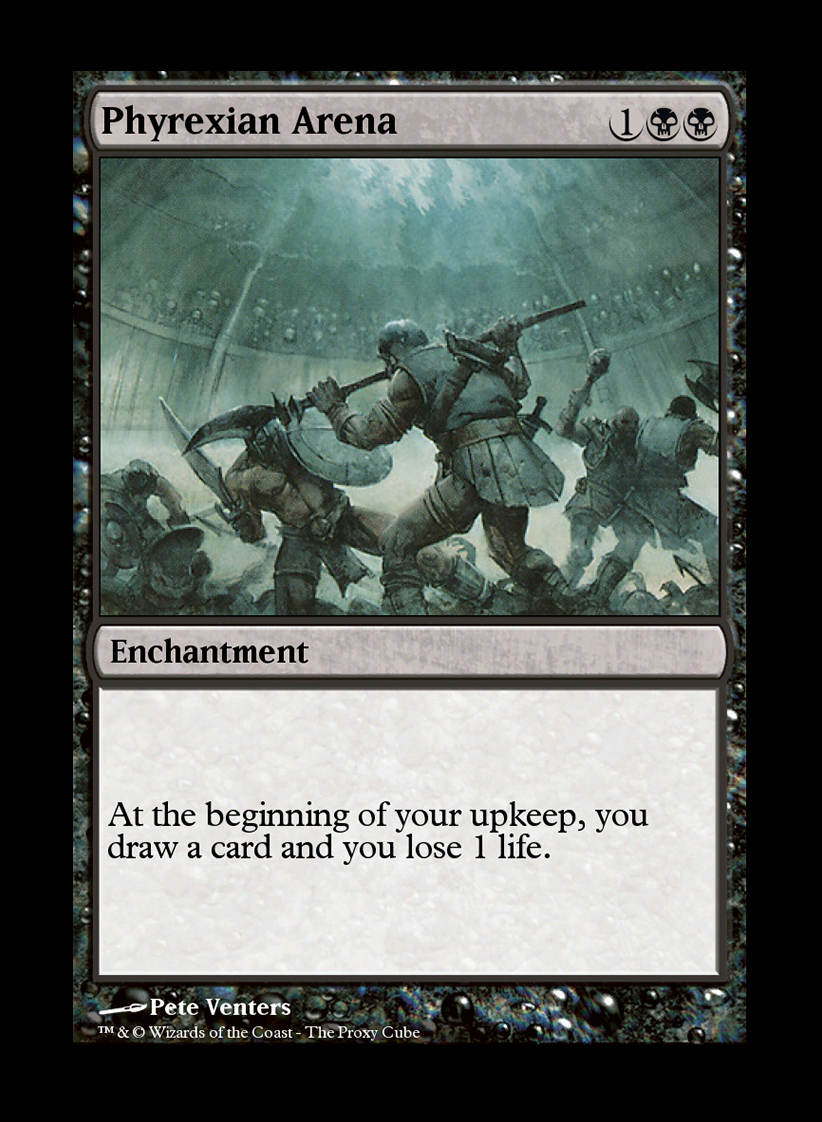 Phyrexian Arena 1
Enchantment
At the beginning of your upkeep, you
draw a card and you lose 1 life.
Pete Venters
™ & © Wizards of the Coast - The Proxy Cube